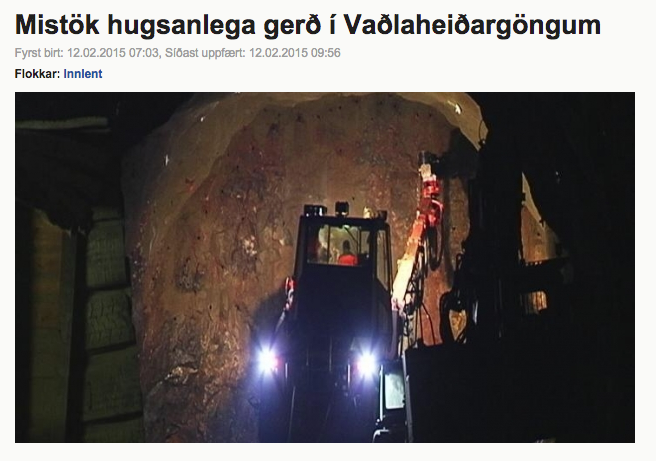 Mistök hugsanlega gerð í Vaðlaheiðargöngum
Fyrst birt: 12.02.2015 07:03, Síðast uppfært: 12.02.2015 09:56
Flokkar: Innlent